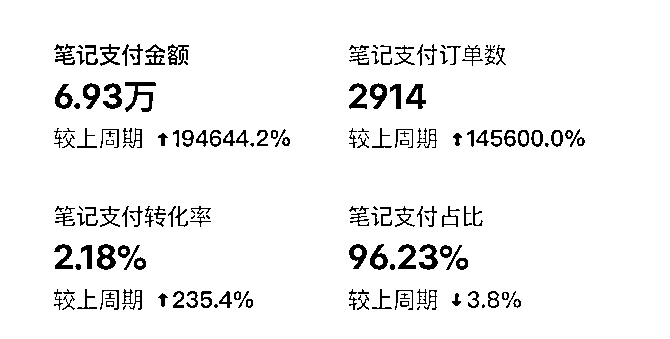 笔记支付金额
6.93万
较上周期 ↑194644.2%
笔记支付订单数
2914
较上周期 ↑145600.0%
笔记支付转化率
2.18%
较上周期 ↑235.4%
笔记支付占比
96.23%
较上周期 ↓3.8%